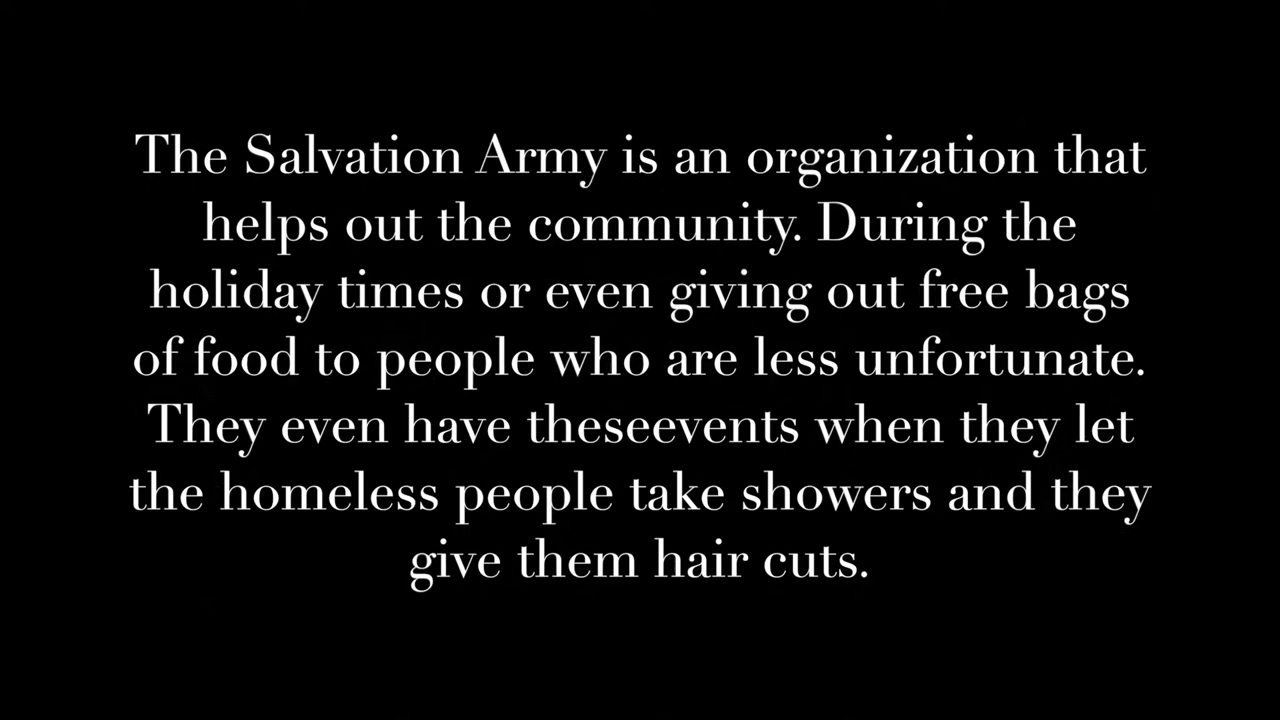 The Salvation Army is an organization that
helps out the community. During the
holiday times or even giving out free bags
of food to people who are less unfortunate.
They even have theseevents when they let
the homeless people take showers and they
give them hair cuts.